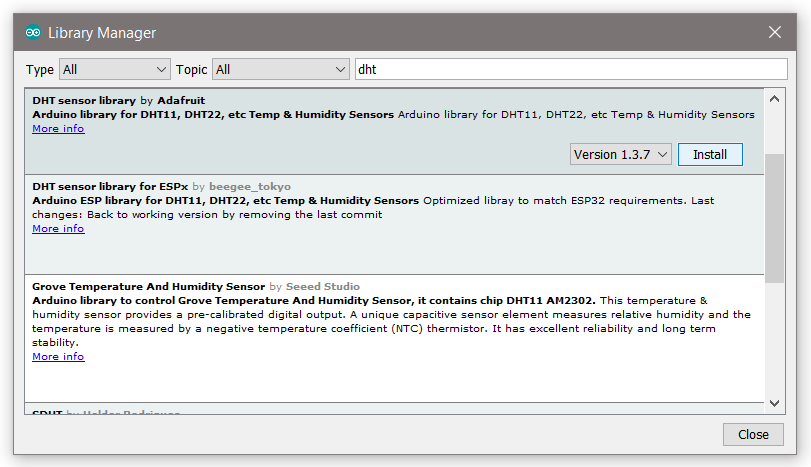 Library Manager
Type All Topic All dht
DHT sensor library by Adafruit
Arduino library for DHT11, DHT22, etc Temp & Humidity Sensors Arduino library for DHT11, DHT22, etc Temp & Humidity Sensors
More info
Version 1.3.7 Install
DHT sensor library for ESPx by beegee_tokyo
Arduino ESP library for DHT11, DHT22, etc Temp & Humidity Sensors Optimized libray to match ESP32 requirements. Last
changes: Back to working version by removing the last commit
More info
Grove Temperature And Humidity Sensor by Seeed Studio
Arduino library to control Grove Temperature And Humidity Sensor, it contains chip DHT11 AM2302. This temperature &
humidity sensor provides a pre-calibrated digital output. A unique capacitive sensor element measures relative humidity and the
temperature is measured by a negative temperature coefficient (NTC) thermistor. It has excellent reliability and long term
stability.
More info
SDHT by Helder Rodrigues
Close